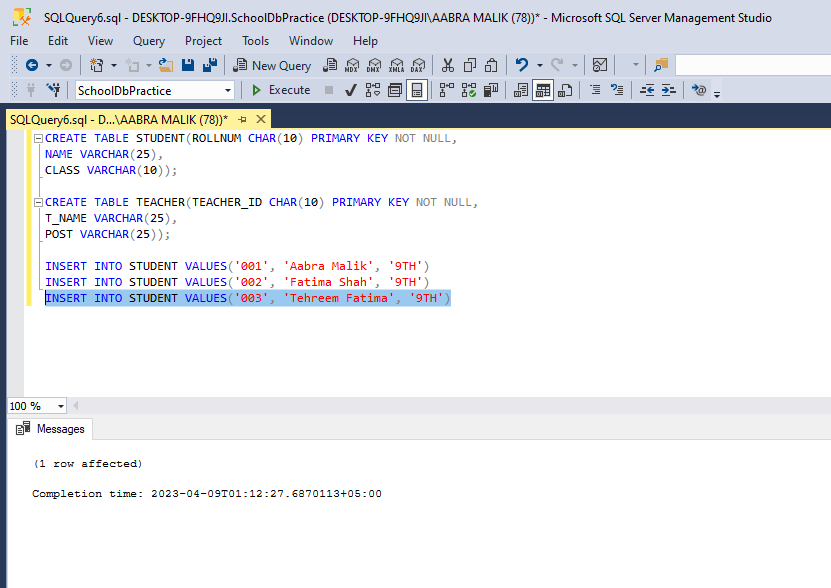 SQLQuery6.sql - DESKTOP-9FHQ9JI.SchoolDbPractice (DESKTOP-9FHQ9JI\AABRA MALIK (78))* - Microsoft SQL Server Management Studio
File Edit View Query Project Tools Window Help
New Query MDX DMX XMLA DAX
SchoolDbPractice Execute
SQLQuery6.sql - D...\AABRA MALIK (78))*
CREATE TABLE STUDENT(ROLLNUM CHAR(10) PRIMARY KEY NOT NULL,
NAME VARCHAR(25),
CLASS VARCHAR(10));
CREATE TABLE TEACHER(TEACHER_ID CHAR(10) PRIMARY KEY NOT NULL,
T_NAME VARCHAR(25),
POST VARCHAR(25));
INSERT INTO STUDENT VALUES('001', 'Aabra Malik', '9TH')
INSERT INTO STUDENT VALUES('002', 'Fatima Shah', '9TH')
INSERT INTO STUDENT VALUES('003', 'Tehreem Fatima', '9TH')
100 %
Messages
(1 row affected)
Completion time: 2023-04-09T01:12:27.6870113+05:00